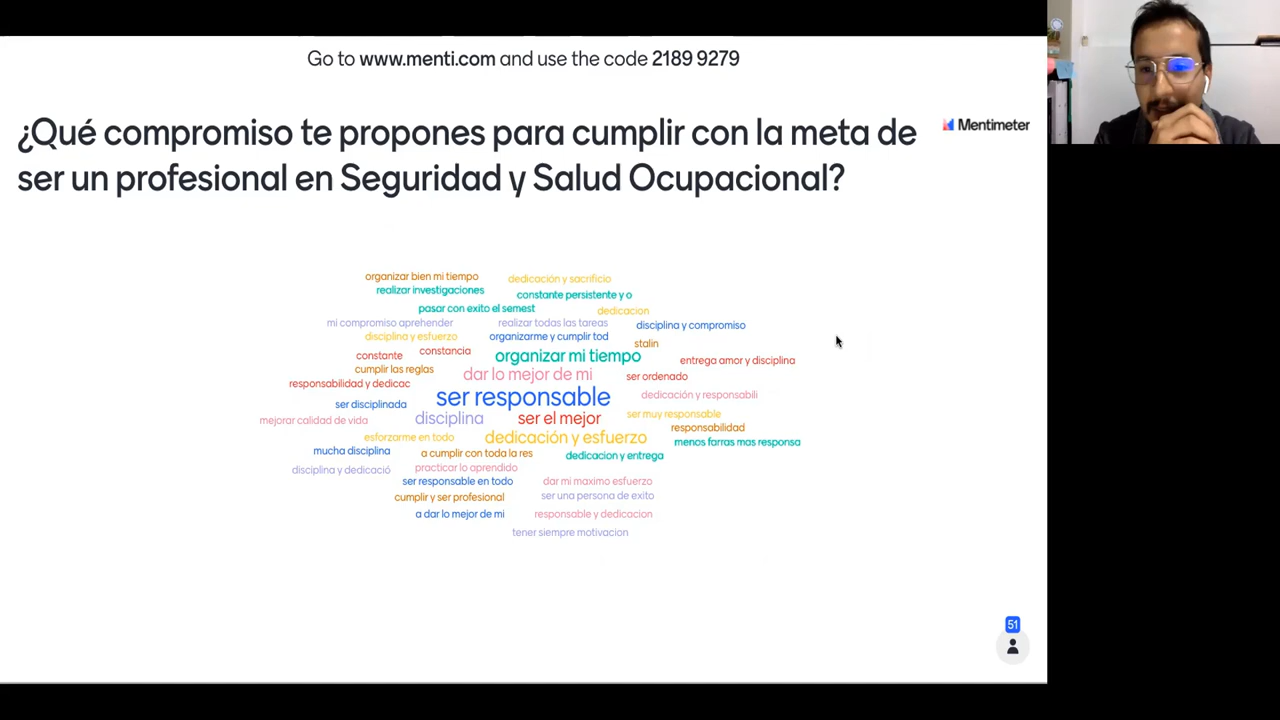 Go to www.menti.com and use the code 2189 9279
¿Qué compromiso te propones para cumplir con la meta de
ser un profesional en Seguridad y Salud Ocupacional?
Mentimeter
organizar bien mi tiempo
dedicación y sacrificio
realizar investigaciones
constante persistente y o
pasar con exito el semest
dedicacion
mi compromiso aprehender
realizar todas las tareas
disciplina y compromiso
disciplina y esfuerzo
organizarme y cumplir tod
stalin
constante
constancia
organizar mi tiempo
entrega amor y disciplina
cumplir las reglas
dar lo mejor de mi
ser ordenado
responsabilidad y dedicac
ser responsable
dedicación y responsabili
ser disciplinada
mejorar calidad de vida
disciplina
ser el mejor
ser muy responsable
responsabilidad
esforzarme en todo
dedicación y esfuerzo
menos farras mas responsa
mucha disciplina
a cumplir con toda la res
dedicacion y entrega
disciplina y dedicació
practicar lo aprendido
ser responsable en todo
dar mi maximo esfuerzo
cumplir y ser profesional
ser una persona de exito
a dar lo mejor de mi
responsable y dedicacion
tener siempre motivacion
51